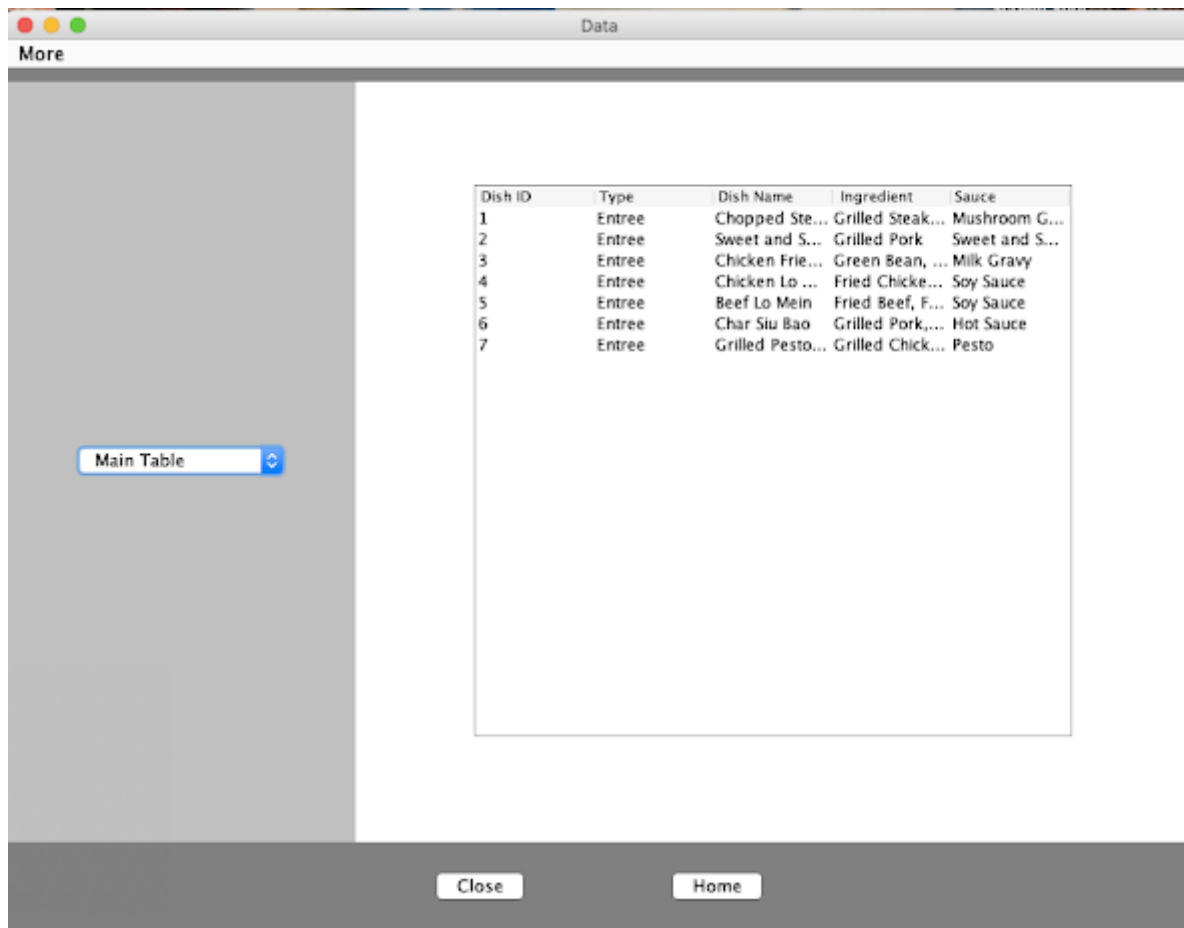 Data
More
Dish ID Type Dish Name Ingredient Sauce
1 Entree Chopped Ste... Grilled Steak... Mushroom G...
2 Entree Sweet and S... Grilled Pork Sweet and S...
3 Entree Chicken Frie... Green Bean, ... Milk Gravy
4 Entree Chicken Lo ... Fried Chicke... Soy Sauce
5 Entree Beef Lo Mein Fried Beef, F... Soy Sauce
6 Entree Char Siu Bao Grilled Pork,... Hot Sauce
7 Entree Grilled Pesto... Grilled Chick... Pesto
Main Table
Close Home